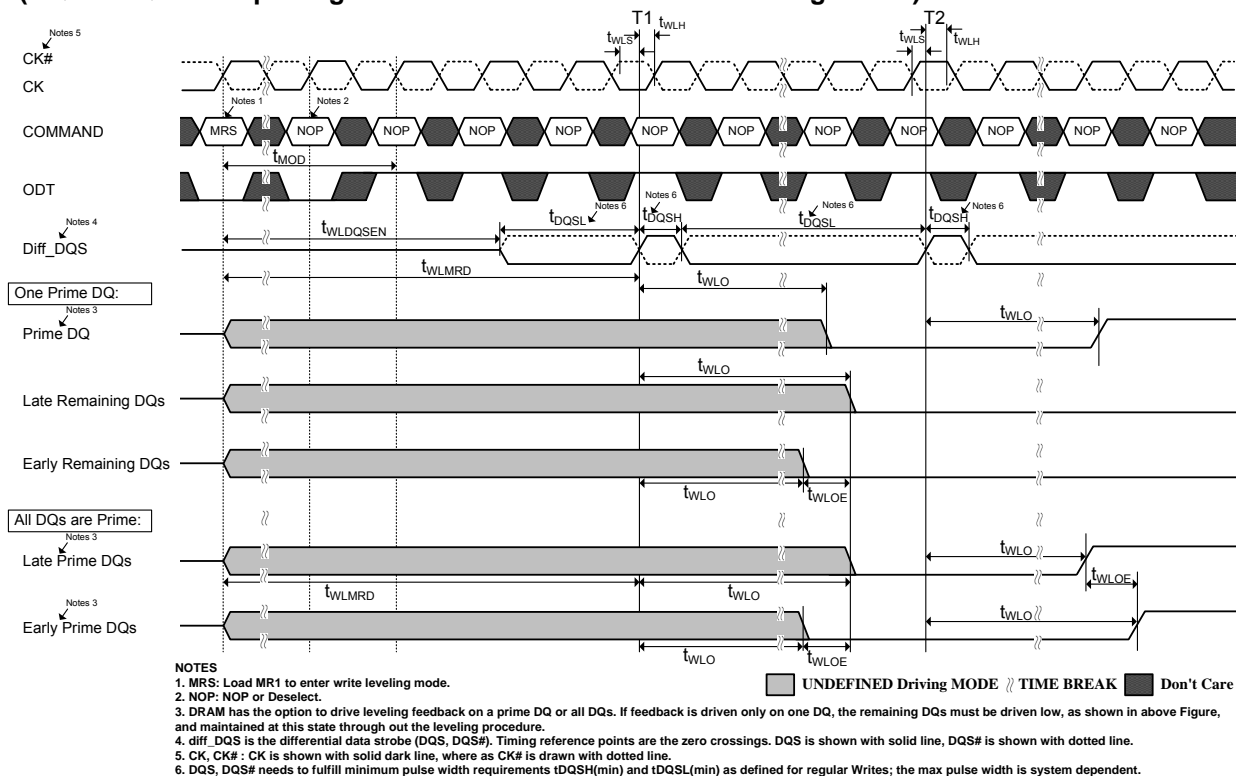 T1 T2
tWLS tWLH tWLS tWLH
Notes 5
CK#
CK
Notes 1 Notes 2
COMMAND MRS NOP NOP NOP NOP NOP NOP NOP NOP NOP NOP NOP
tMOD
ODT
Notes 6 Notes 6 Notes 6 Notes 6
tDQSL tDQSH tDQSL tDQSH
Notes 4
Diff_DQS
tWLDQSEN
tWLMRD
tWLO
One Prime DQ:
Notes 3
Prime DQ
tWLO
tWLO
Late Remaining DQs
Early Remaining DQs
tWLO tWLOE
All DQs are Prime:
Notes 3
Late Prime DQs
tWLO
tWLMRD tWLO tWLOE
Notes 3
Early Prime DQs
tWLO
tWLO tWLOE
NOTES
1. MRS: Load MR1 to enter write leveling mode.
UNDEFINED Driving MODE TIME BREAK Don't Care
2. NOP: NOP or Deselect.
3. DRAM has the option to drive leveling feedback on a prime DQ or all DQs. If feedback is driven only on one DQ, the remaining DQs must be driven low, as shown in above Figure,
and maintained at this state through out the leveling procedure.
4. diff_DQS is the differential data strobe (DQS, DQS#). Timing reference points are the zero crossings. DQS is shown with solid line, DQS# is shown with dotted line.
5. CK, CK# : CK is shown with solid dark line, where as CK# is drawn with dotted line.
6. DQS, DQS# needs to fulfill minimum pulse width requirements tDQSH(min) and tDQSL(min) as defined for regular Writes; the max pulse width is system dependent.